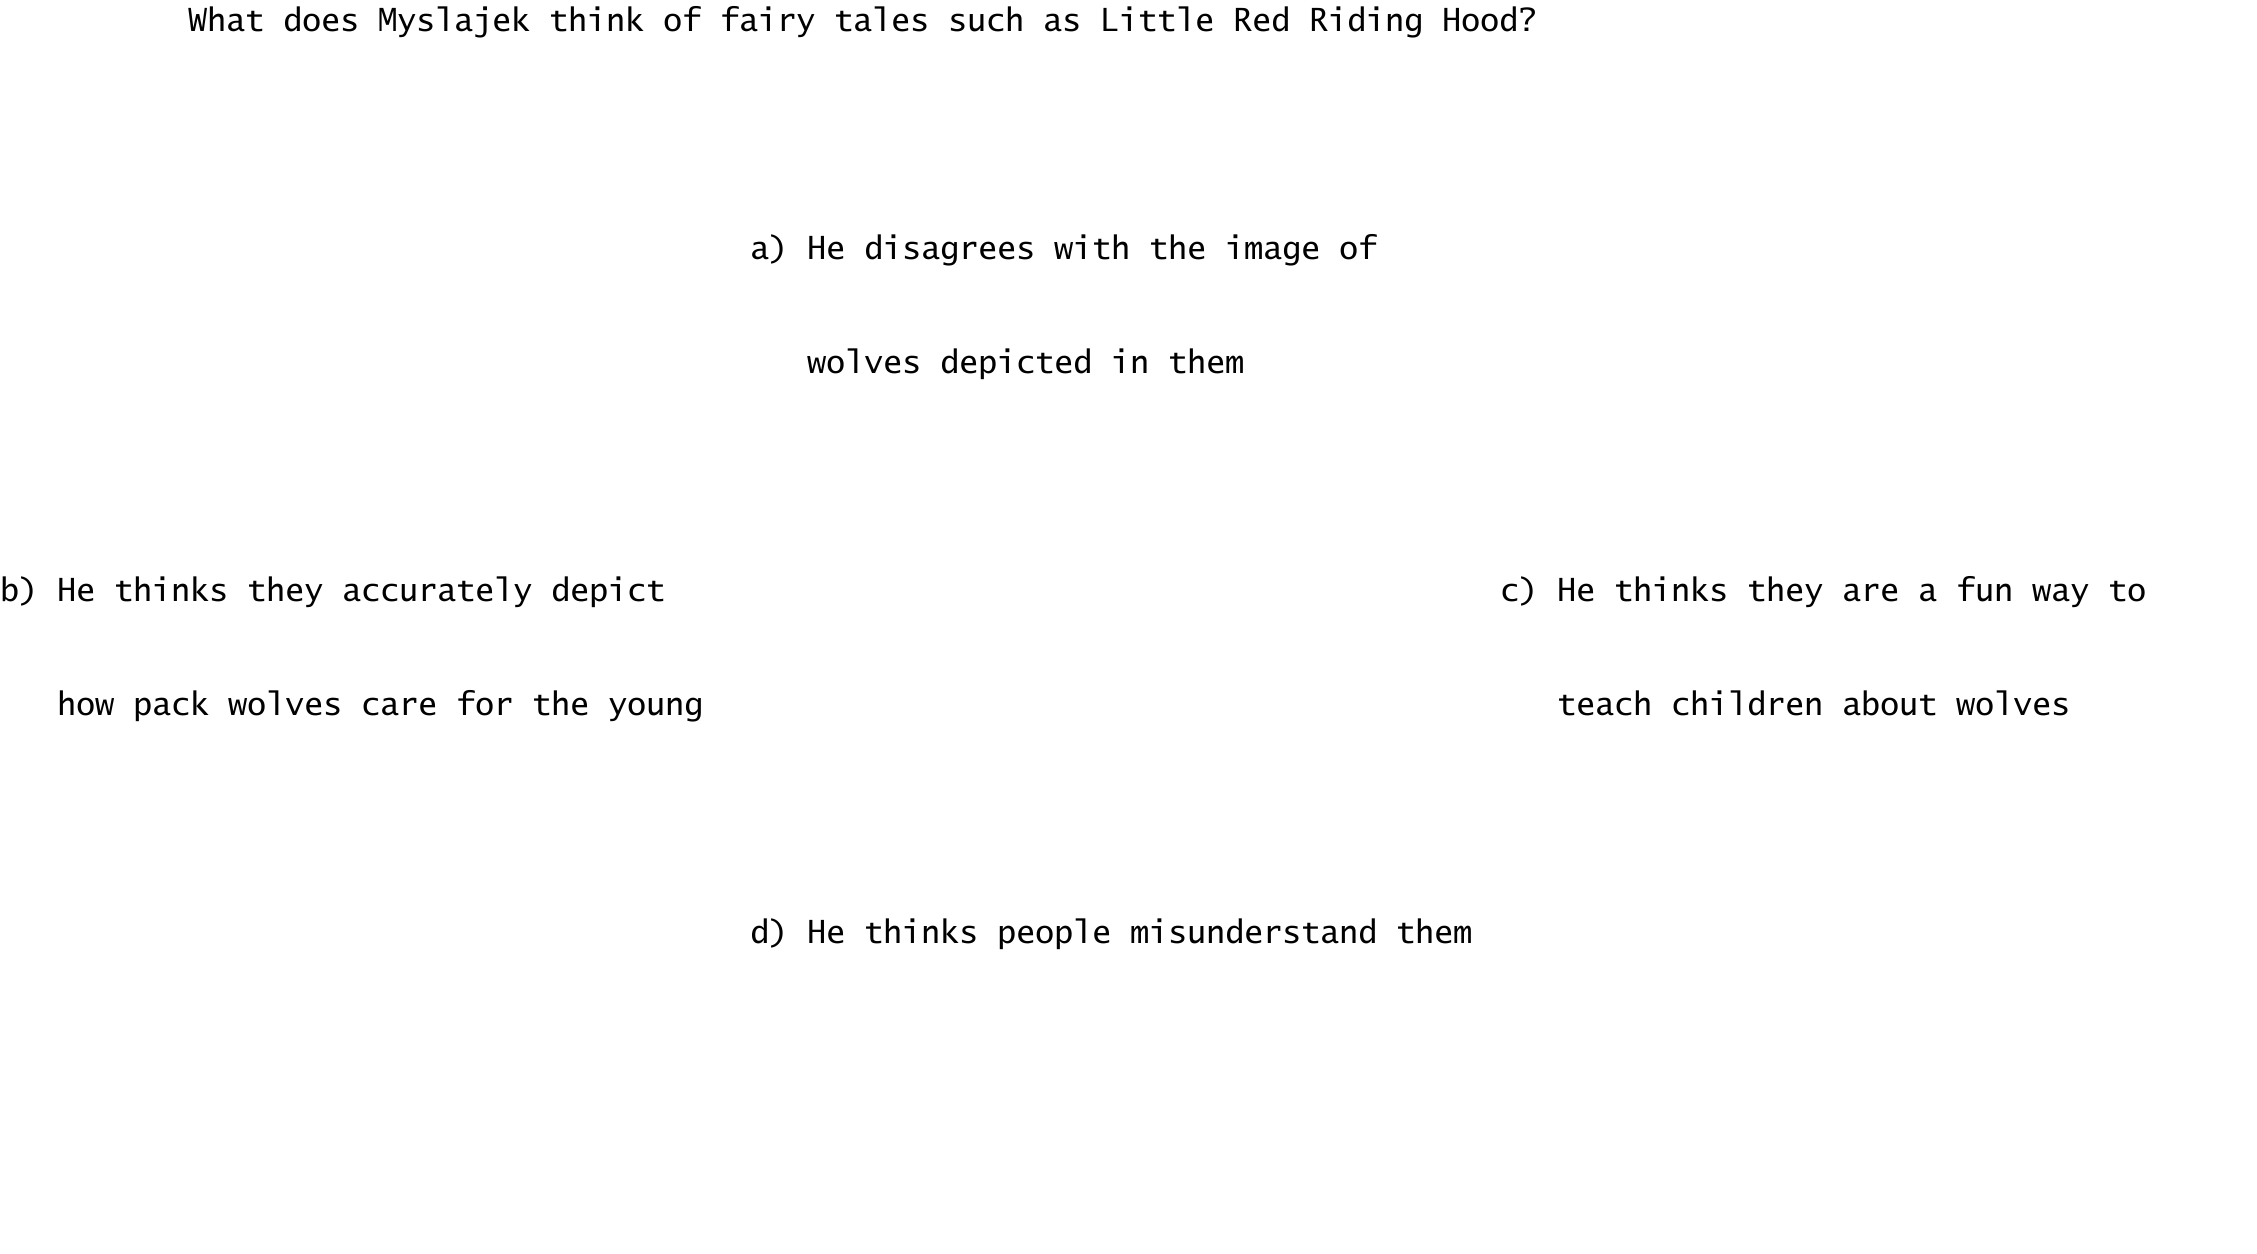 What does Myslajek think of fairy tales such as Little Red Riding Hood?
a) He disagrees with the image of
wolves depicted in them
b) He thinks they accurately depict
how pack wolves care for the young
c) He thinks they are a fun way to
teach children about wolves
d) He thinks people misunderstand them